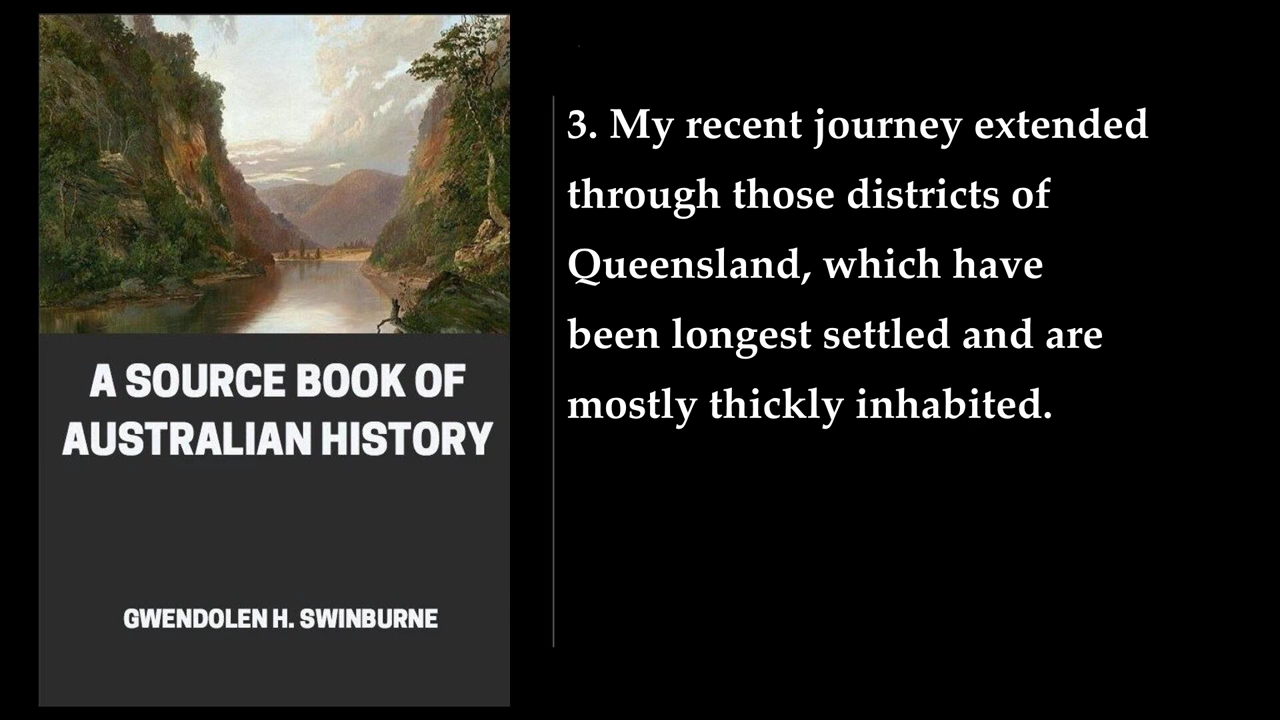 A SOURCE BOOK OF
AUSTRALIAN HISTORY
GWENDOLEN H. SWINBURNE
3. My recent journey extended
through those districts of
Queensland, which have
been longest settled and are
mostly thickly inhabited.